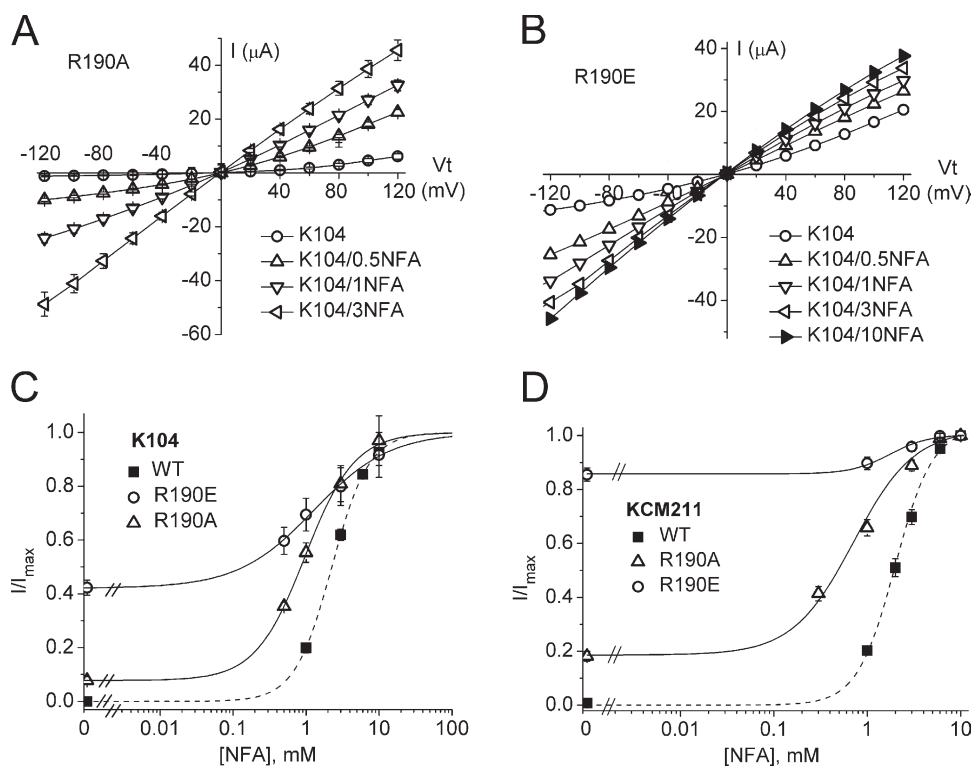 A
R190A
I (μA)
40
20
-120 -80 -40
Vt
40 80 120
(mV)
-20
-40
-60
K104
K104/0.5NFA
K104/1NFA
K104/3NFA
B
R190E
I (μA)
40
20
-120 -80 -40
Vt
40 80 120
(mV)
-20
-40
K104
K104/0.5NFA
K104/1NFA
K104/3NFA
K104/10NFA
C
K104
WT
R190E
R190A
I/Imax
1.0
0.8
0.6
0.4
0.2
0.0
0 0.01 0.1 1 10 100
[NFA], mM
D
KCM211
WT
R190A
R190E
I/Imax
1.0
0.8
0.6
0.4
0.2
0.0
0 0.01 0.1 1 10
[NFA], mM